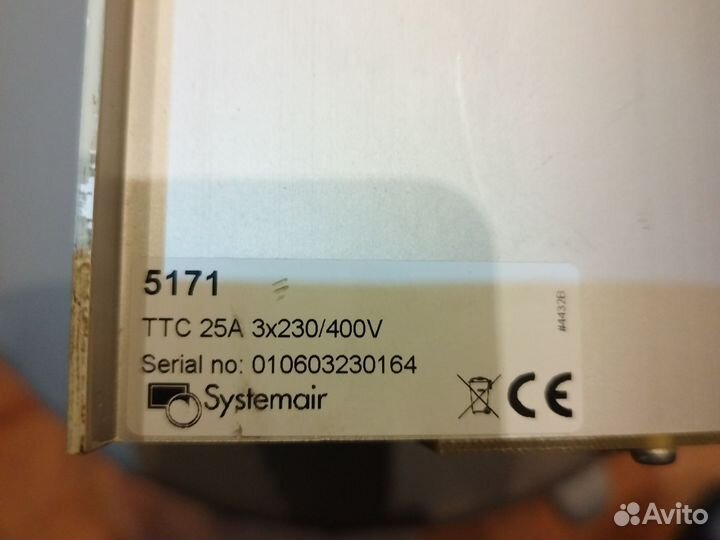 5171
TTC 25A 3x230/400V
Serial no: 010603230164
Systemair
CE
#4432B
Avito